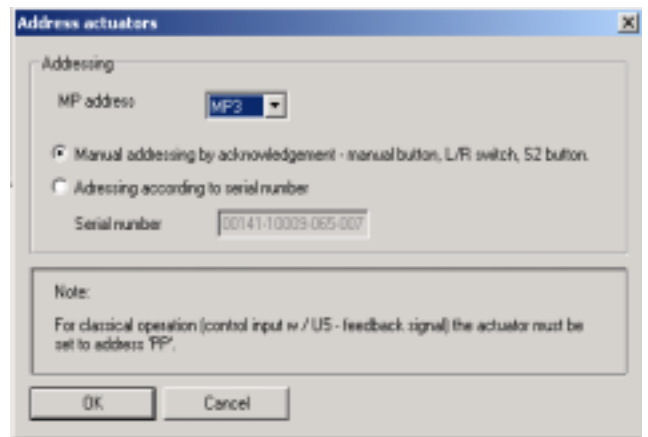 Address actuators
Addressing
MP address
MP3
Manual addressing by acknowledgement - manual button, L/R switch, S2 button.
Adressing according to serial number
Serial number
00141-10009-065-007
Note:
For classical operation (control input w / U5 - feedback signal) the actuator must be
set to address 'PP'.
OK
Cancel